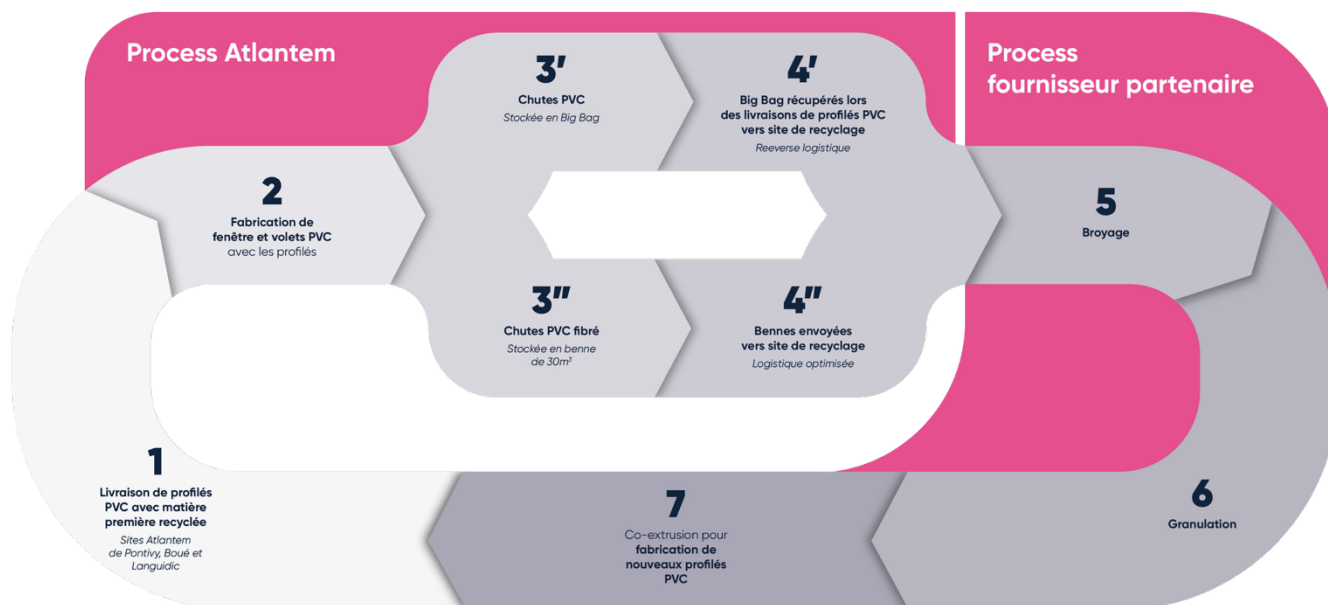 Process Atlantem
Process
fournisseur partenaire
1
Livraison de profilés
PVC avec matière
première recyclée
Sites Atlantem
de Pontivy, Boué et
Languidic
2
Fabrication de
fenêtre et volets PVC
avec les profilés
3'
Chutes PVC
Stockée en Big Bag
4'
Big Bag récupérés lors
des livraisons de profilés PVC
vers site de recyclage
Reeverse logistique
3"
Chutes PVC fibré
Stockée en benne
de 30m³
4"
Bennes envoyées
vers site de recyclage
Logistique optimisée
5
Broyage
6
Granulation
7
Co-extrusion pour
fabrication de
nouveaux profilés
PVC